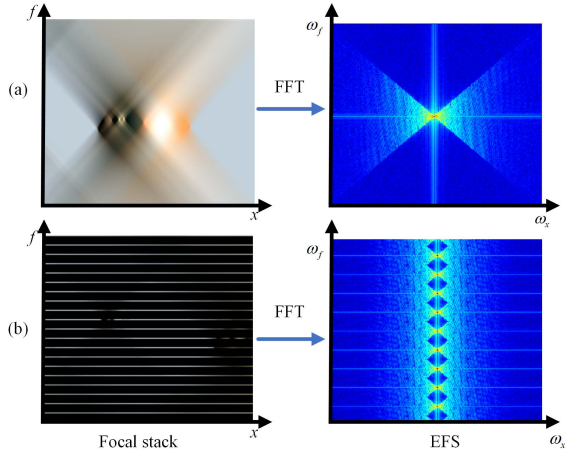 f
ω_f
(a)
FFT
x
ω_x
f
ω_f
(b)
FFT
x
ω_x
Focal stack
EFS